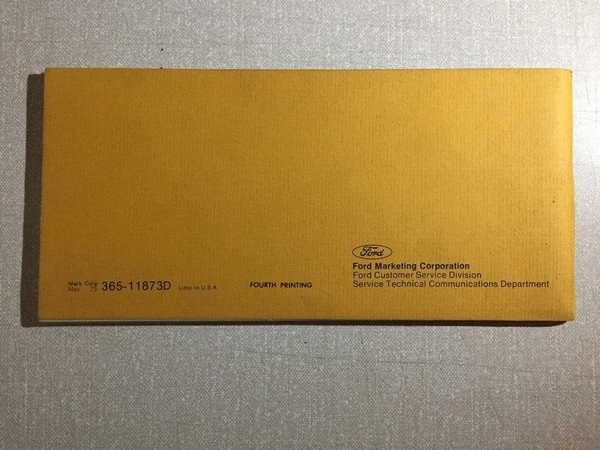 Ford
Ford Marketing Corporation
Ford Customer Service Division
Service Technical Communications Department
Mark Corp
May 73
365-11873D
Litho in U.S.A
FOURTH PRINTING